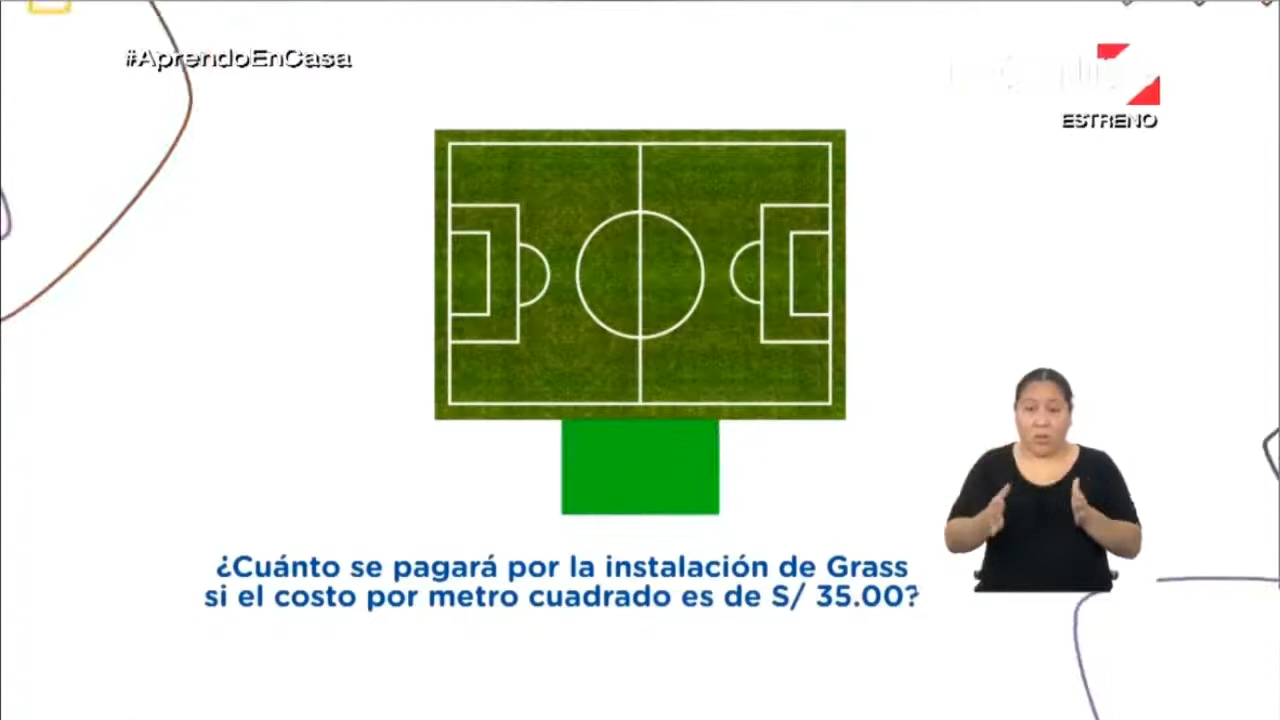 #AprendoEnCasa
ESTRENO
¿Cuánto se pagará por la instalación de Grass
si el costo por metro cuadrado es de S/ 35.00?